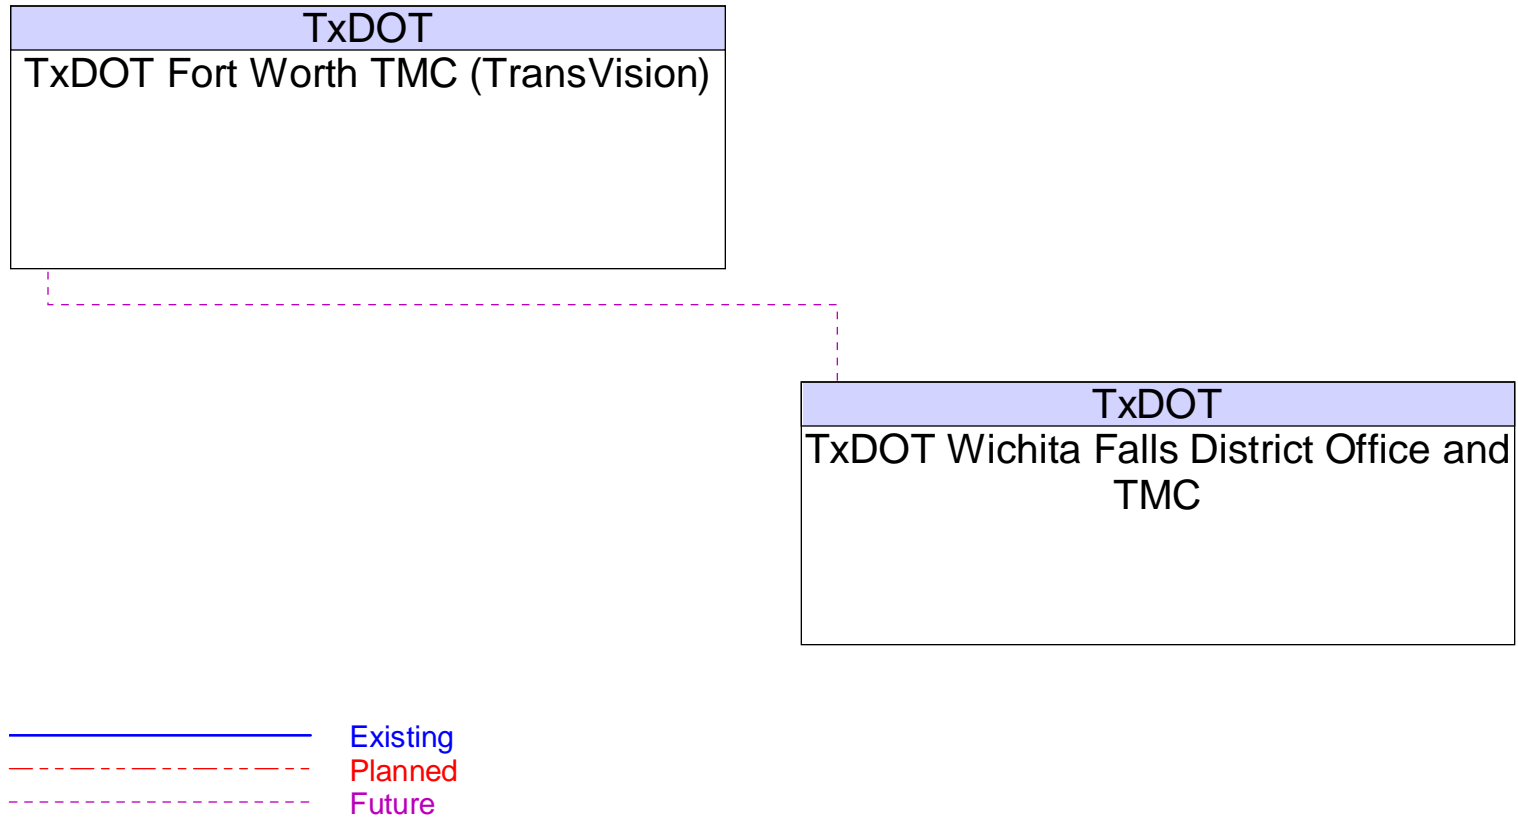 TxDOT
TxDOT Fort Worth TMC (TransVision)
TxDOT
TxDOT Wichita Falls District Office and
TMC
Existing
Planned
Future